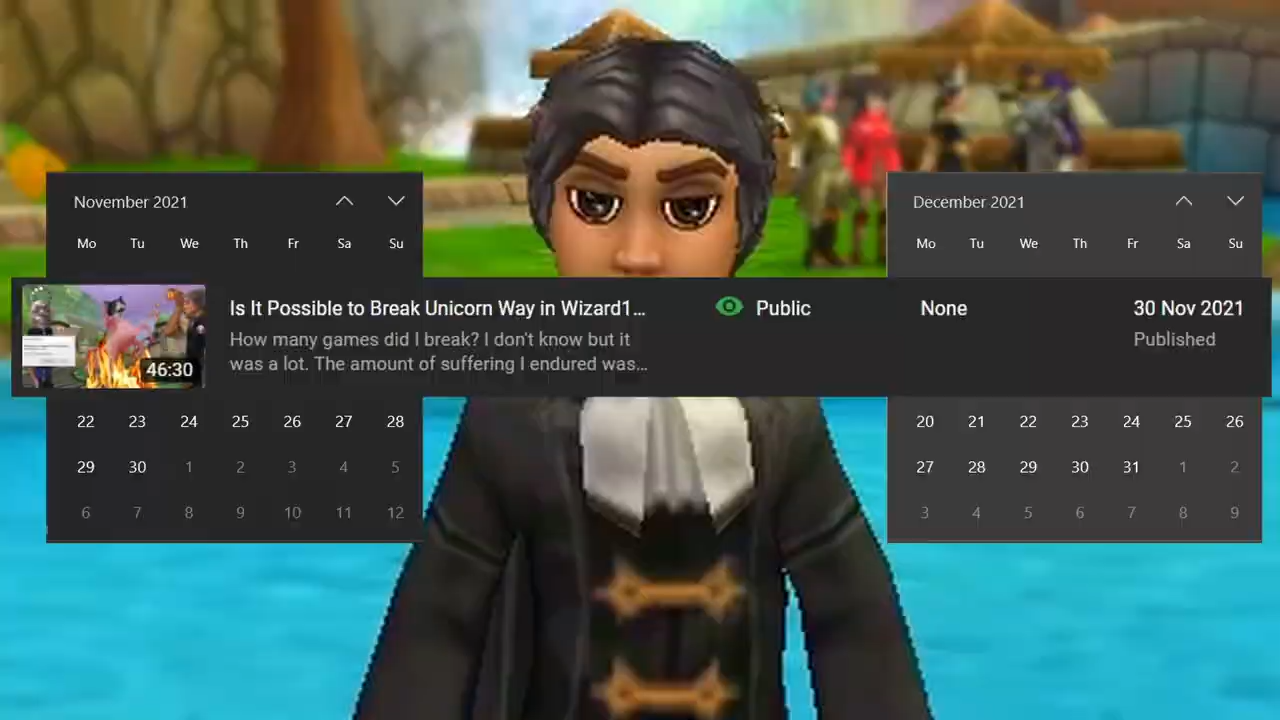 November 2021
Mo Tu We Th Fr Sa Su
December 2021
Mo Tu We Th Fr Sa Su
46:30
Is It Possible to Break Unicorn Way in Wizard1...
How many games did I break? I don't know but it
was a lot. The amount of suffering I endured was...
Public
None
30 Nov 2021
Published
22 23 24 25 26 27 28
29 30 1 2 3 4 5
6 7 8 9 10 11 12
20 21 22 23 24 25 26
27 28 29 30 31 1 2
3 4 5 6 7 8 9